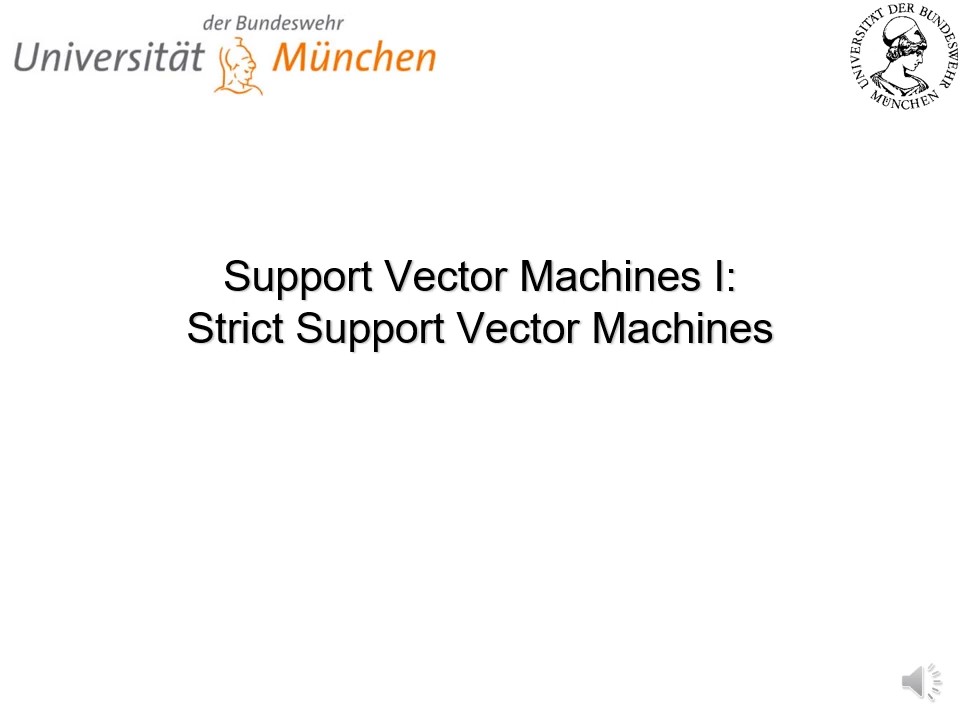 der Bundeswehr
Universität München
UNIVERSITÄT DER BUNDESWEHR
MÜNCHEN
Support Vector Machines I:
Strict Support Vector Machines